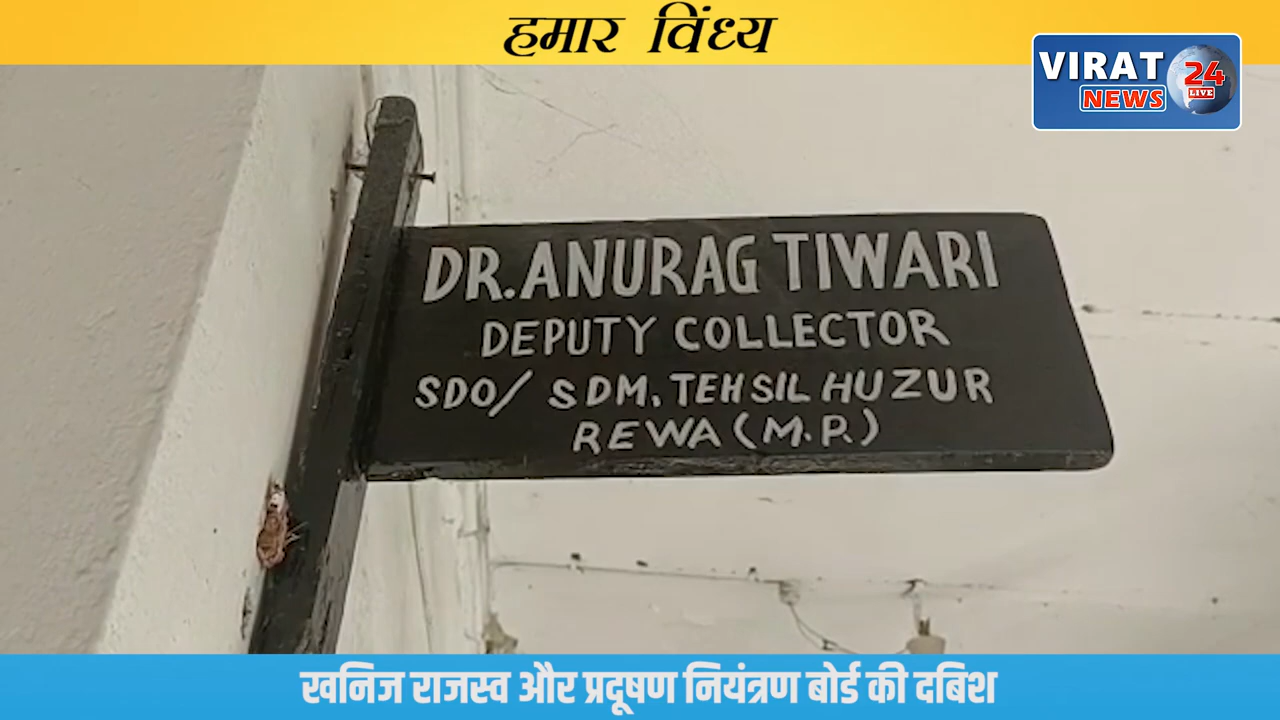 हमार विंध्य
VIRAT
24
NEWS
LIVE
DR. ANURAG TIWARI
DEPUTY COLLECTOR
SDO/ SDM, TEHSIL HUZUR
REWA (M.P.)
खनिज राजस्व और प्रदूषण नियंत्रण बोर्ड की दबिश